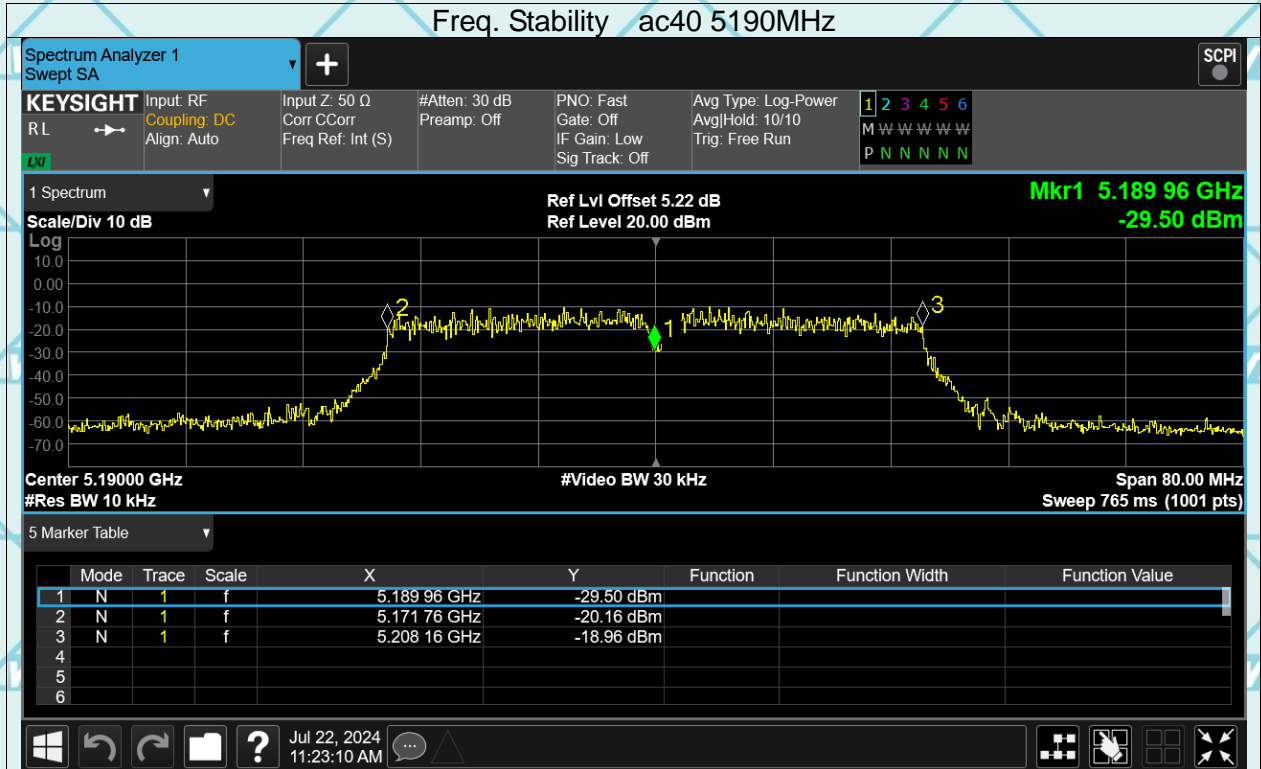 Freq. Stability ac40 5190MHz
Spectrum Analyzer 1
Swept SA
+
SCPI
KEYSIGHT
RL
LXI
Input: RF
Coupling: DC
Align: Auto
Input Z: 50 Ω
Corr CCorr
Freq Ref: Int (S)
#Atten: 30 dB
Preamp: Off
PNO: Fast
Gate: Off
IF Gain: Low
Sig Track: Off
Avg Type: Log-Power
Avg|Hold: 10/10
Trig: Free Run
1 2 3 4 5 6
M W W W W W W
P N N N N N
1 Spectrum
Scale/Div 10 dB
Ref Lvl Offset 5.22 dB
Ref Level 20.00 dBm
Mkr1 5.189 96 GHz
-29.50 dBm
Log
10.0
0.00
-10.0
-20.0
-30.0
-40.0
-50.0
-60.0
-70.0
2
1
3
Center 5.19000 GHz
#Res BW 10 kHz
#Video BW 30 kHz
Span 80.00 MHz
Sweep 765 ms (1001 pts)
5 Marker Table
Mode Trace Scale X Y Function Function Width Function Value
1 N 1 f 5.189 96 GHz -29.50 dBm
2 N 1 f 5.171 76 GHz -20.16 dBm
3 N 1 f 5.208 16 GHz -18.96 dBm
4
5
6
?
Jul 22, 2024
11:23:10 AM